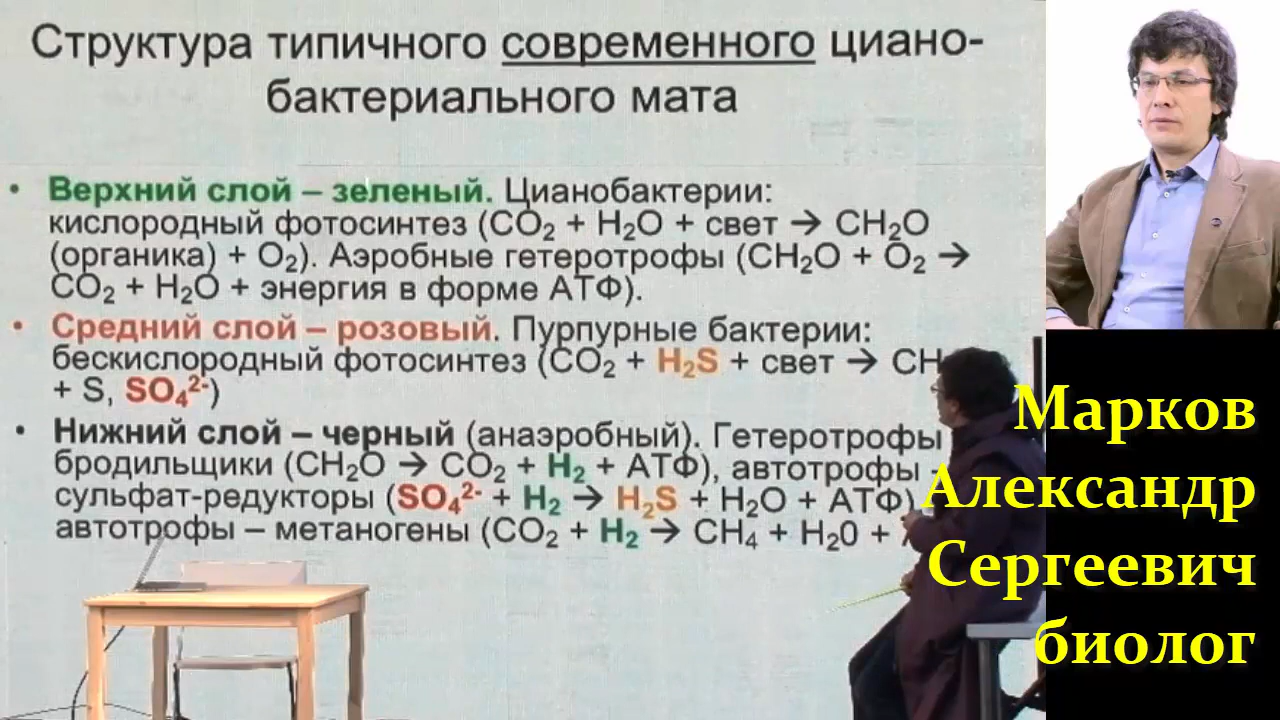 Структура типичного современного циано-
бактериального мата
• Верхний слой – зеленый. Цианобактерии:
кислородный фотосинтез (CO₂ + H₂O + свет → CH₂O
(органика) + O₂). Аэробные гетеротрофы (CH₂O + O₂ →
CO₂ + H₂O + энергия в форме АТФ).
• Средний слой – розовый. Пурпурные бактерии:
бескислородный фотосинтез (CO₂ + H₂S + свет → CH
+ S, SO₄²⁻)
• Нижний слой – черный (анаэробный). Гетеротрофы
бродильщики (CH₂O → CO₂ + H₂ + АТФ), автотрофы -
сульфат-редукторы (SO₄²⁻ + H₂ → H₂S + H₂O + АТФ)
автотрофы – метаногены (CO₂ + H₂ → CH₄ + H₂0 +
Марков
Александр
Сергеевич
биолог